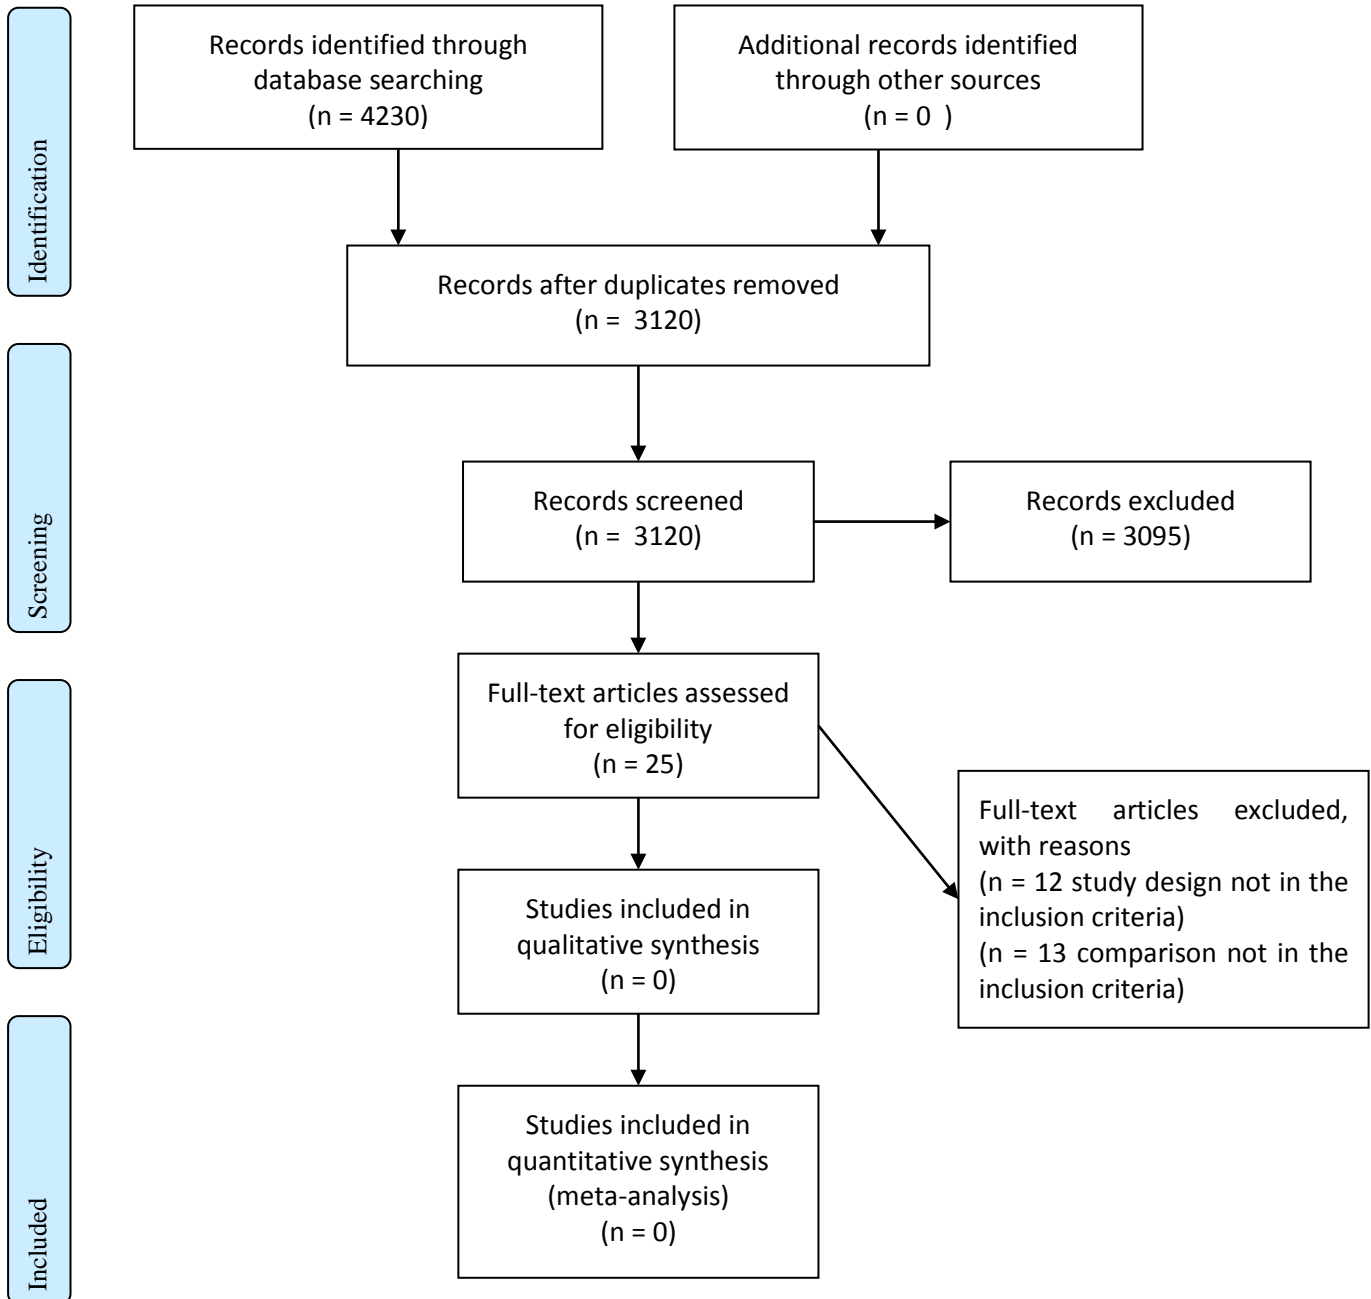 Identification
Records identified through
database searching
(n = 4230)
Additional records identified
through other sources
(n = 0  )
Records after duplicates removed
(n =  3120)
Screening
Records screened
(n =  3120)
Records excluded
(n = 3095)
Eligibility
Full-text articles assessed
for eligibility
(n = 25)
Full-text articles excluded,
with reasons
(n = 12 study design not in the
inclusion criteria)
(n = 13 comparison not in the
inclusion criteria)
Studies included in
qualitative synthesis
(n = 0)
Included
Studies included in
quantitative synthesis
(meta-analysis)
(n = 0)